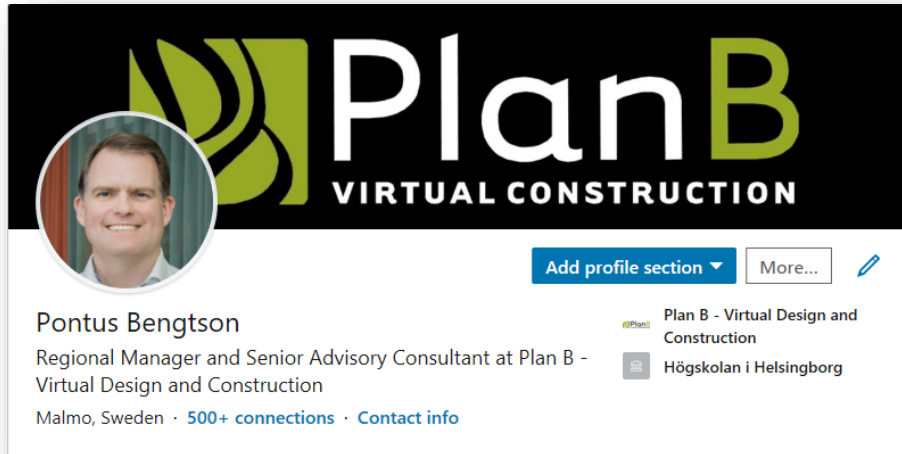 PlanB
VIRTUAL CONSTRUCTION
Add profile section
More...
Pontus Bengtson
Regional Manager and Senior Advisory Consultant at Plan B -
Virtual Design and Construction
Malmo, Sweden · 500+ connections · Contact info
PlanB
Plan B - Virtual Design and
Construction
Högskolan i Helsingborg